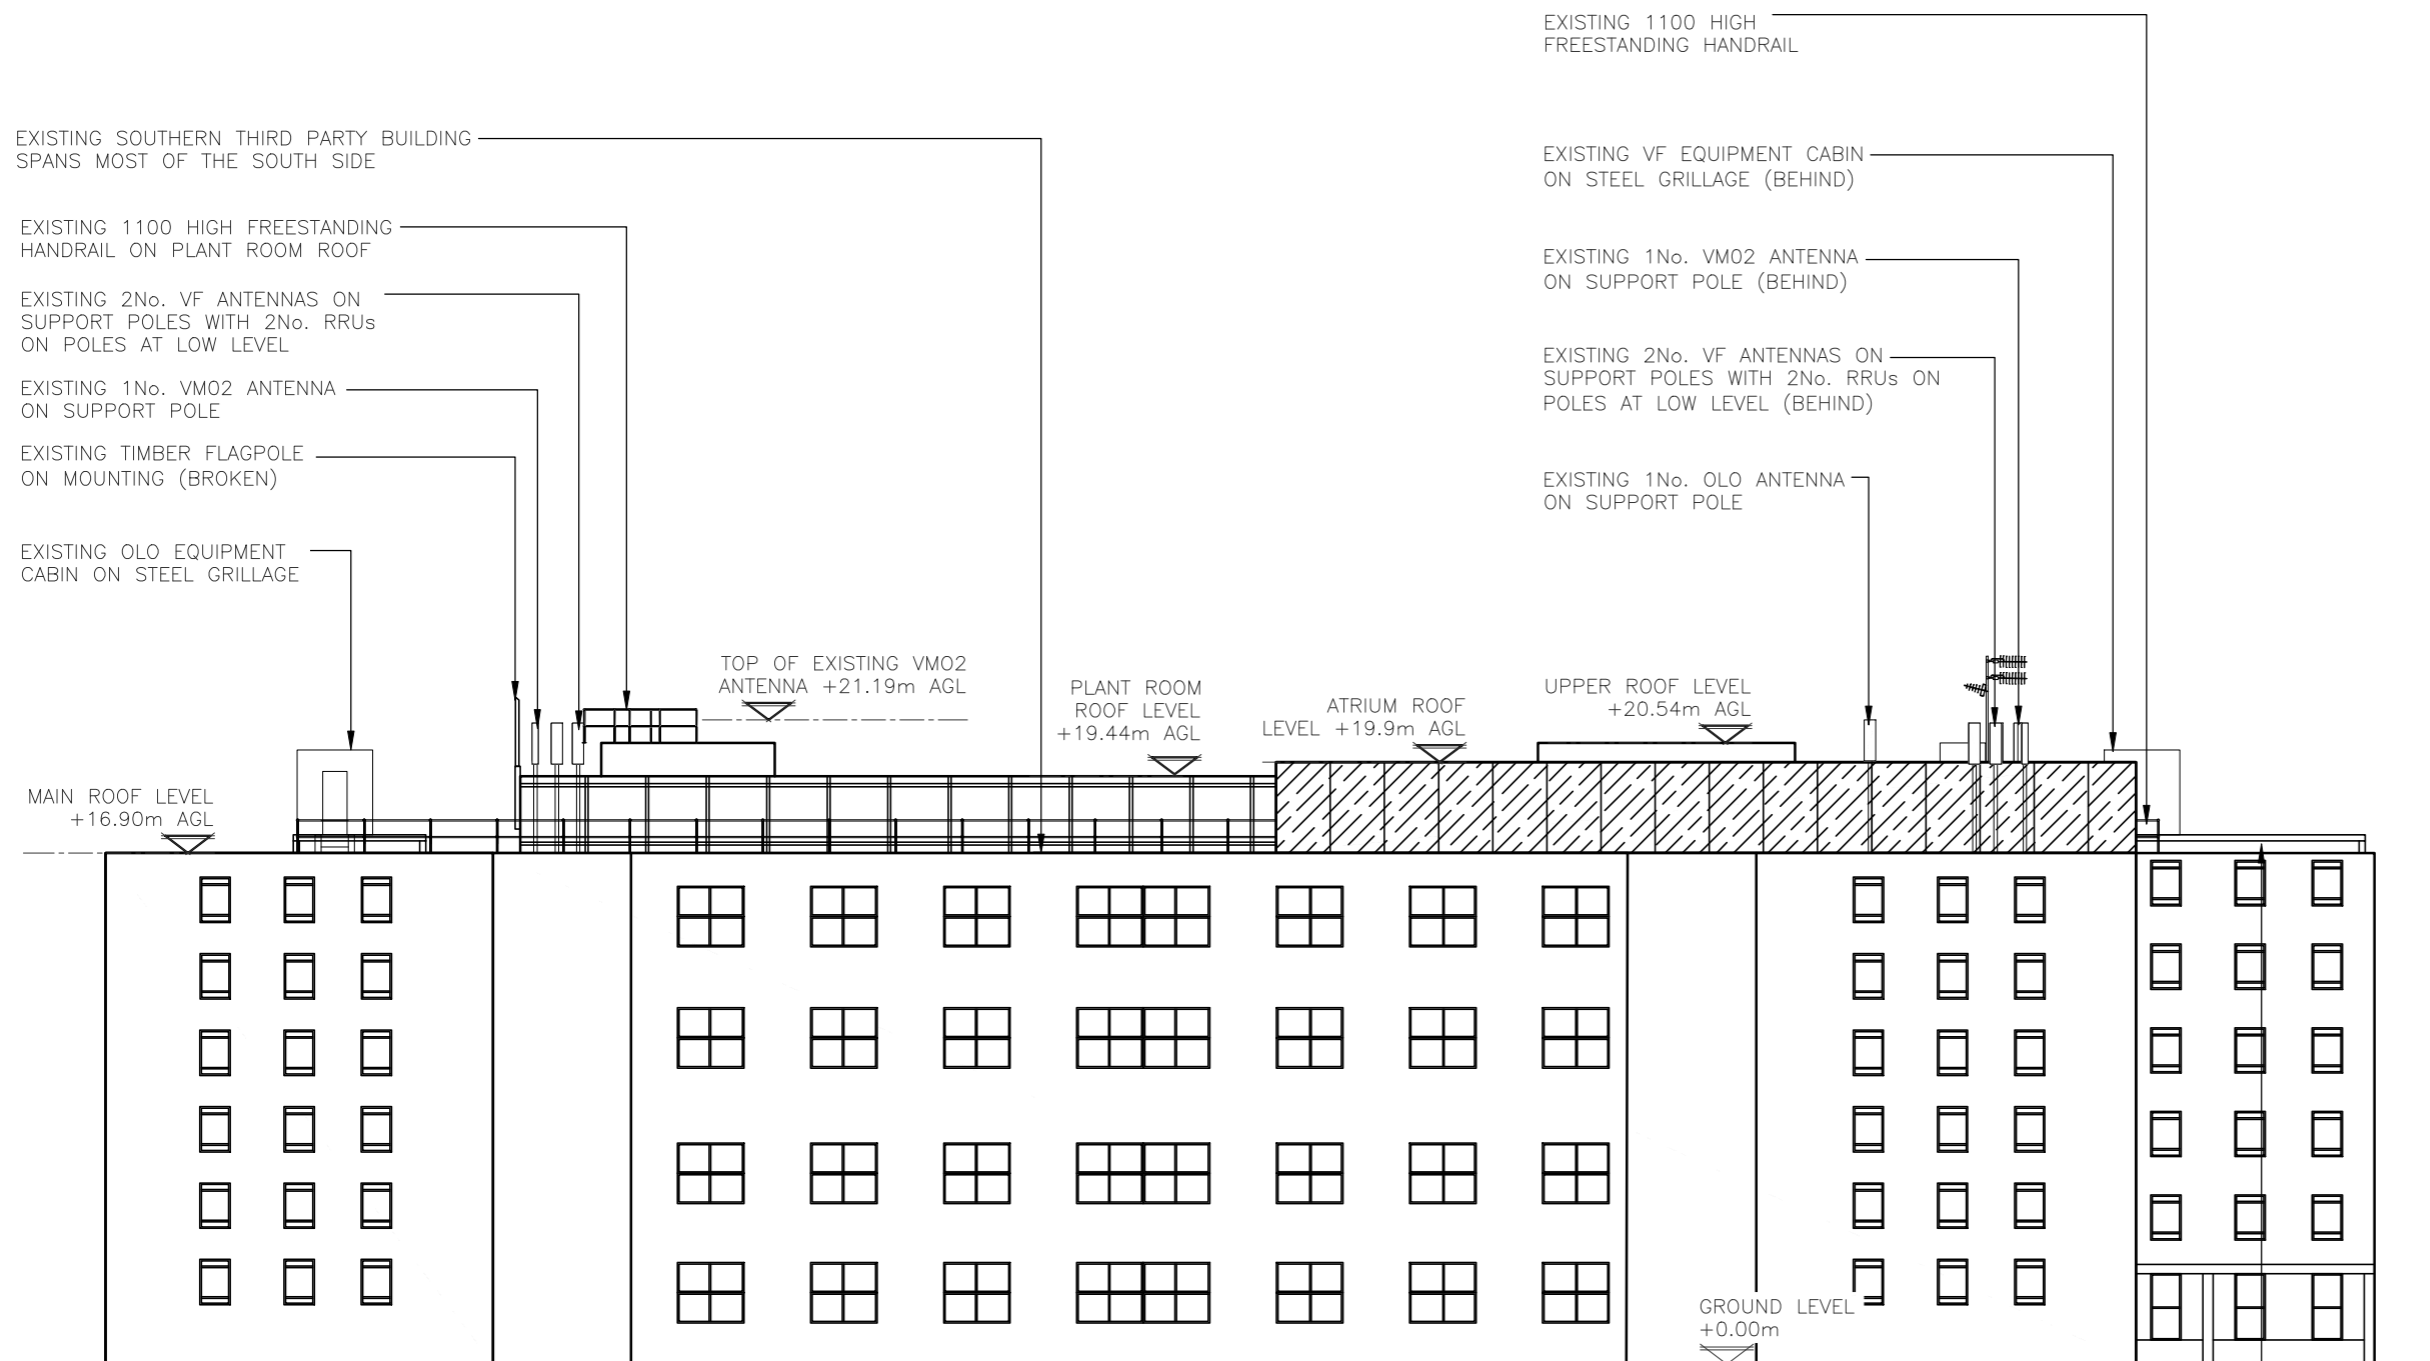 EXISTING 1100 HIGH
FREESTANDING HANDRAIL
EXISTING SOUTHERN THIRD PARTY BUILDING
SPANS MOST OF THE SOUTH SIDE
EXISTING VF EQUIPMENT CABIN
ON STEEL GRILLAGE (BEHIND)
EXISTING 1100 HIGH FREESTANDING
HANDRAIL ON PLANT ROOM ROOF
EXISTING 1No. VMO2 ANTENNA
ON SUPPORT POLE (BEHIND)
EXISTING 2No. VF ANTENNAS ON
SUPPORT POLES WITH 2No. RRUs
ON POLES AT LOW LEVEL
EXISTING 2No. VF ANTENNAS ON
SUPPORT POLES WITH 2No. RRUs ON
POLES AT LOW LEVEL (BEHIND)
EXISTING 1No. VMO2 ANTENNA
ON SUPPORT POLE
EXISTING TIMBER FLAGPOLE
ON MOUNTING (BROKEN)
EXISTING 1No. OLO ANTENNA
ON SUPPORT POLE
EXISTING OLO EQUIPMENT
CABIN ON STEEL GRILLAGE
TOP OF EXISTING VMO2
ANTENNA +21.19m AGL
PLANT ROOM
ROOF LEVEL
+19.44m AGL
ATRIUM ROOF
LEVEL +19.9m AGL
UPPER ROOF LEVEL
+20.54m AGL
MAIN ROOF LEVEL
+16.90m AGL
GROUND LEVEL
+0.00m